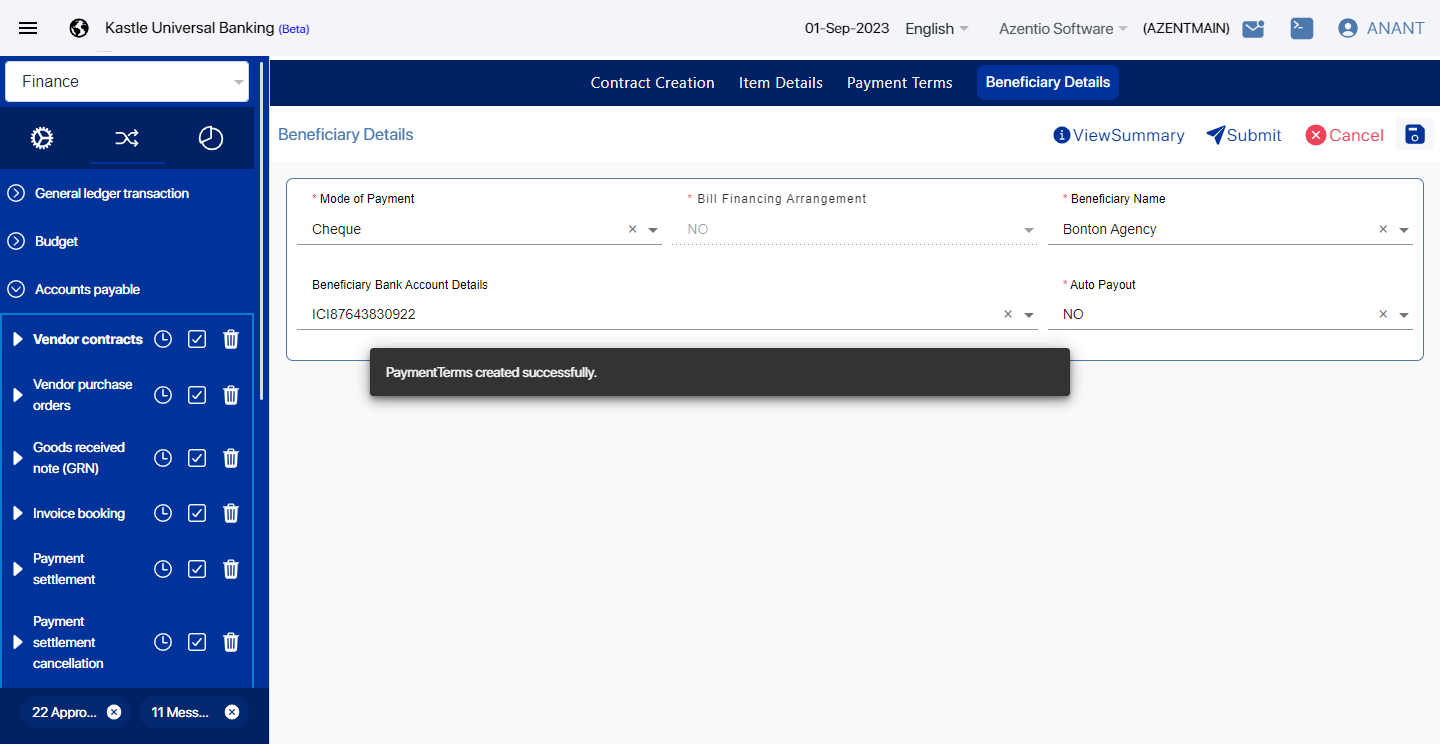 Kastle Universal Banking (Beta)
01-Sep-2023 English Azentio Software (AZENTMAIN) ANANT
Finance
Contract Creation Item Details Payment Terms Beneficiary Details
Beneficiary Details
ViewSummary Submit Cancel
General ledger transaction
Budget
Accounts payable
Vendor contracts
Vendor purchase
orders
Goods received
note (GRN)
Invoice booking
Payment
settlement
Payment
settlement
cancellation
22 Appro... 11 Mess...
* Mode of Payment * Bill Financing Arrangement * Beneficiary Name
Cheque NO Bonton Agency
Beneficiary Bank Account Details * Auto Payout
ICI87643830922 NO
PaymentTerms created successfully.